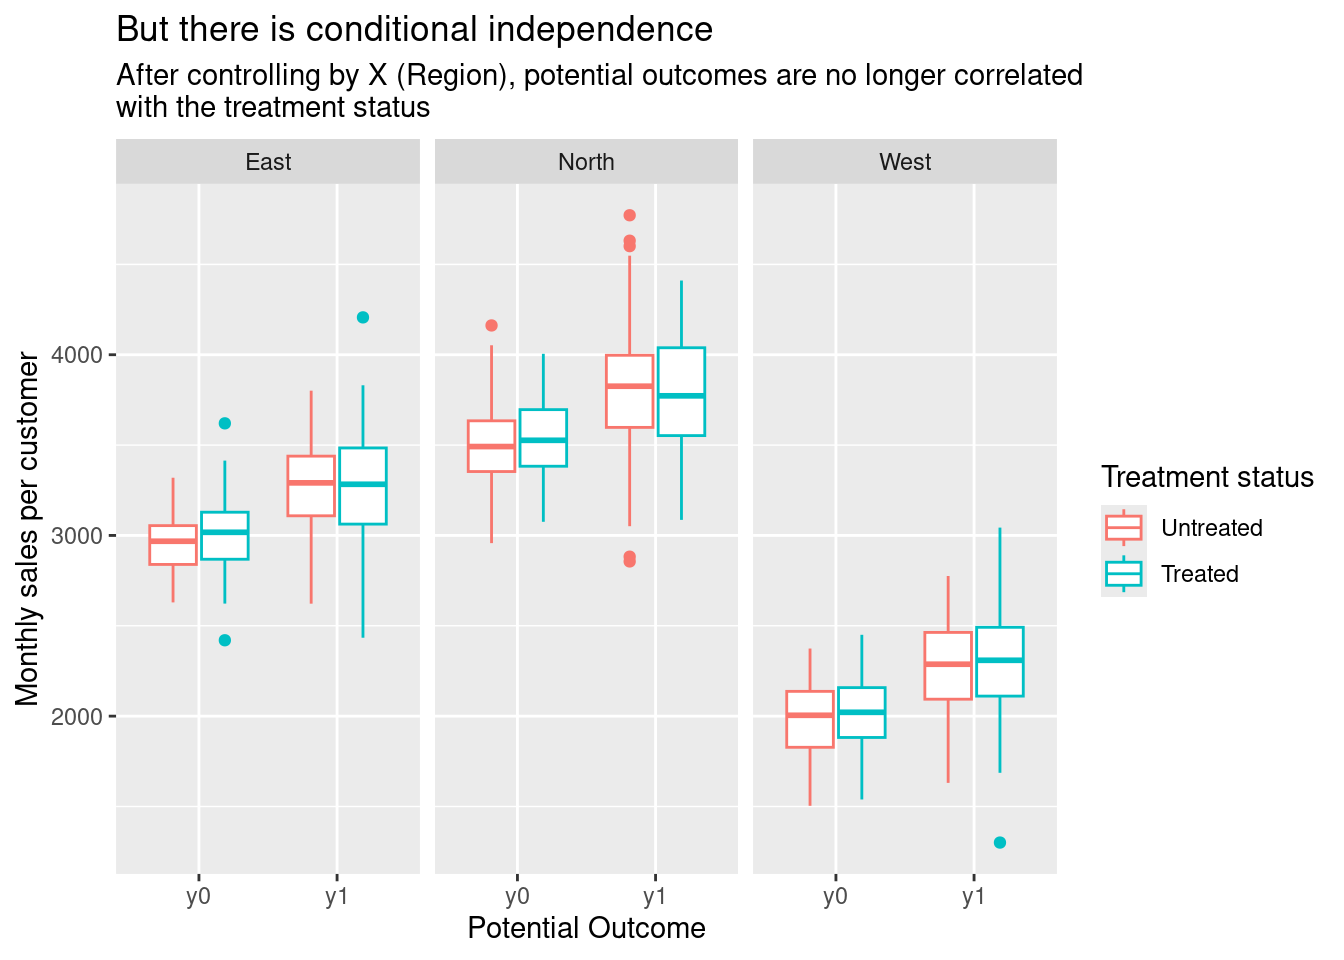 But there is conditional independence
After controlling by X (Region), potential outcomes are no longer correlated
with the treatment status
East
North
West
Monthly sales per customer
4000
3000
2000
y0
y1
y0
y1
y0
y1
Potential Outcome
Treatment status
Untreated
Treated